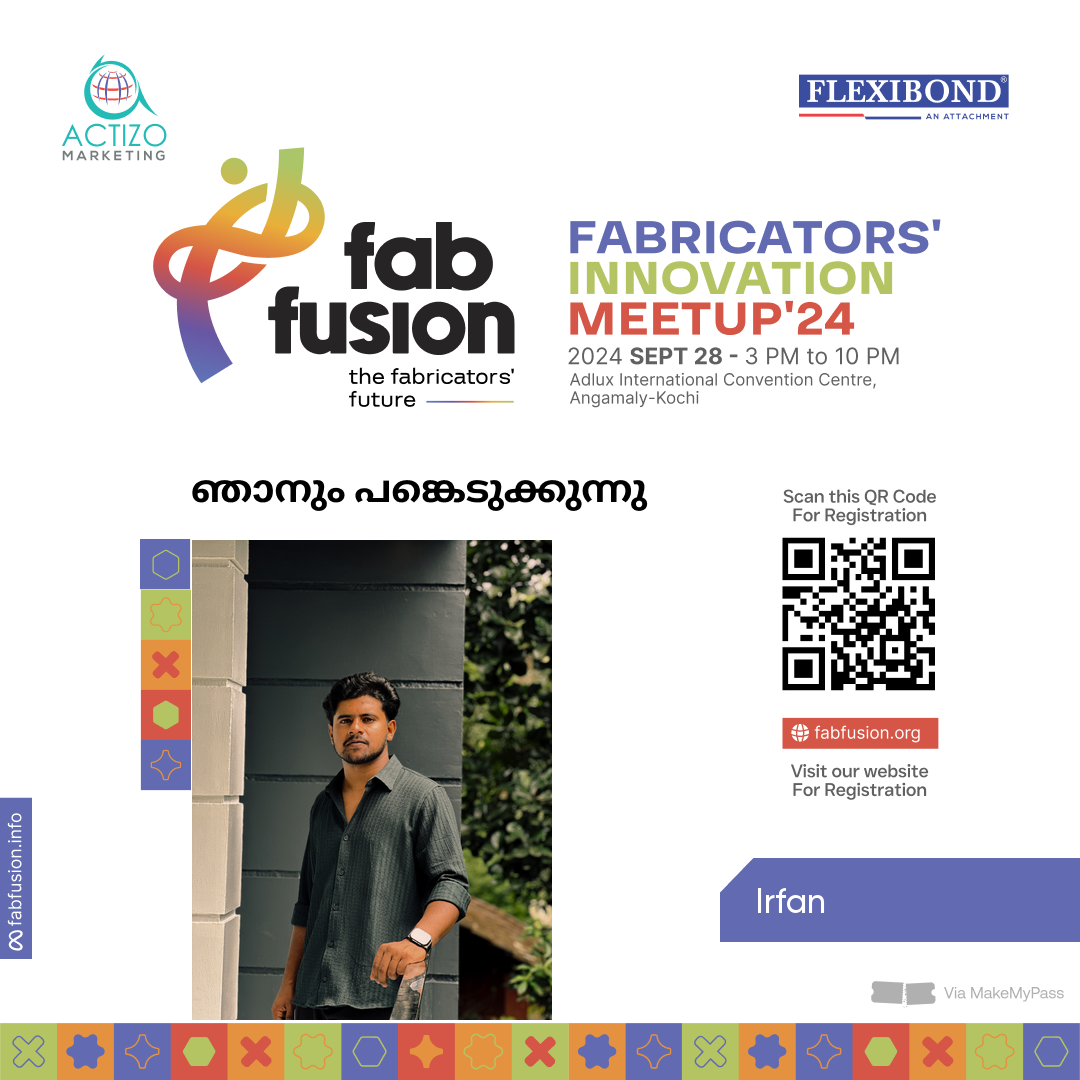 ACTIZO
MARKETING
FLEXIBOND®
AN ATTACHMENT
fab
fusion
the fabricators'
future
FABRICATORS'
INNOVATION
MEETUP'24
2024 SEPT 28 - 3 PM to 10 PM
Adlux International Convention Centre,
Angamaly-Kochi
ഞാനും പങ്കെടുക്കുന്നു
Scan this QR Code
For Registration
fabfusion.org
Visit our website
For Registration
fabfusion.info
Irfan
Via MakeMyPass